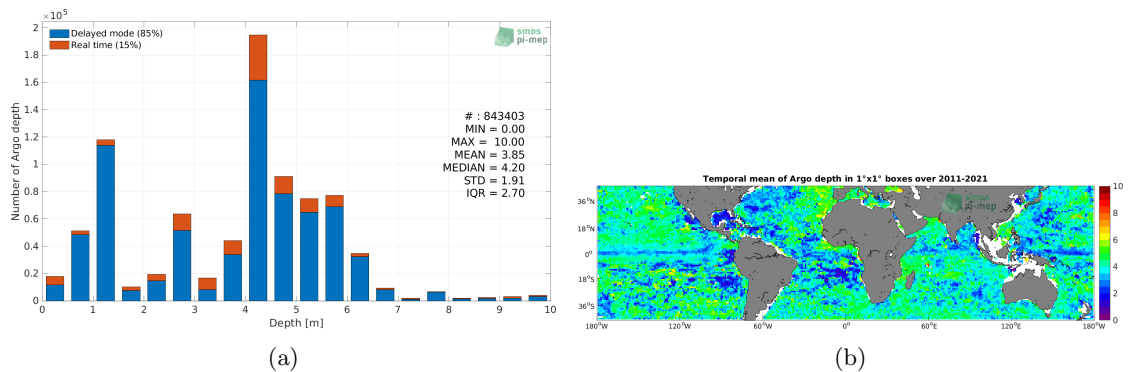 ×10⁵
2
1.8
1.6
1.4
1.2
1
0.8
0.6
0.4
0.2
0
Number of Argo depth
Delayed mode (85%)
Real time (15%)
smos
pi-mep
# : 843403
MIN = 0.00
MAX = 10.00
MEAN = 3.85
MEDIAN = 4.20
STD = 1.91
IQR = 2.70
0 1 2 3 4 5 6 7 8 9 10
Depth [m]
(a)
Temporal mean of Argo depth in 1°x1° boxes over 2011-2021
smos
pi-mep
36°N
18°N
0°
18°S
36°S
180°W 120°W 60°W 0° 60°E 120°E 180°W
10
8
6
4
2
0
(b)